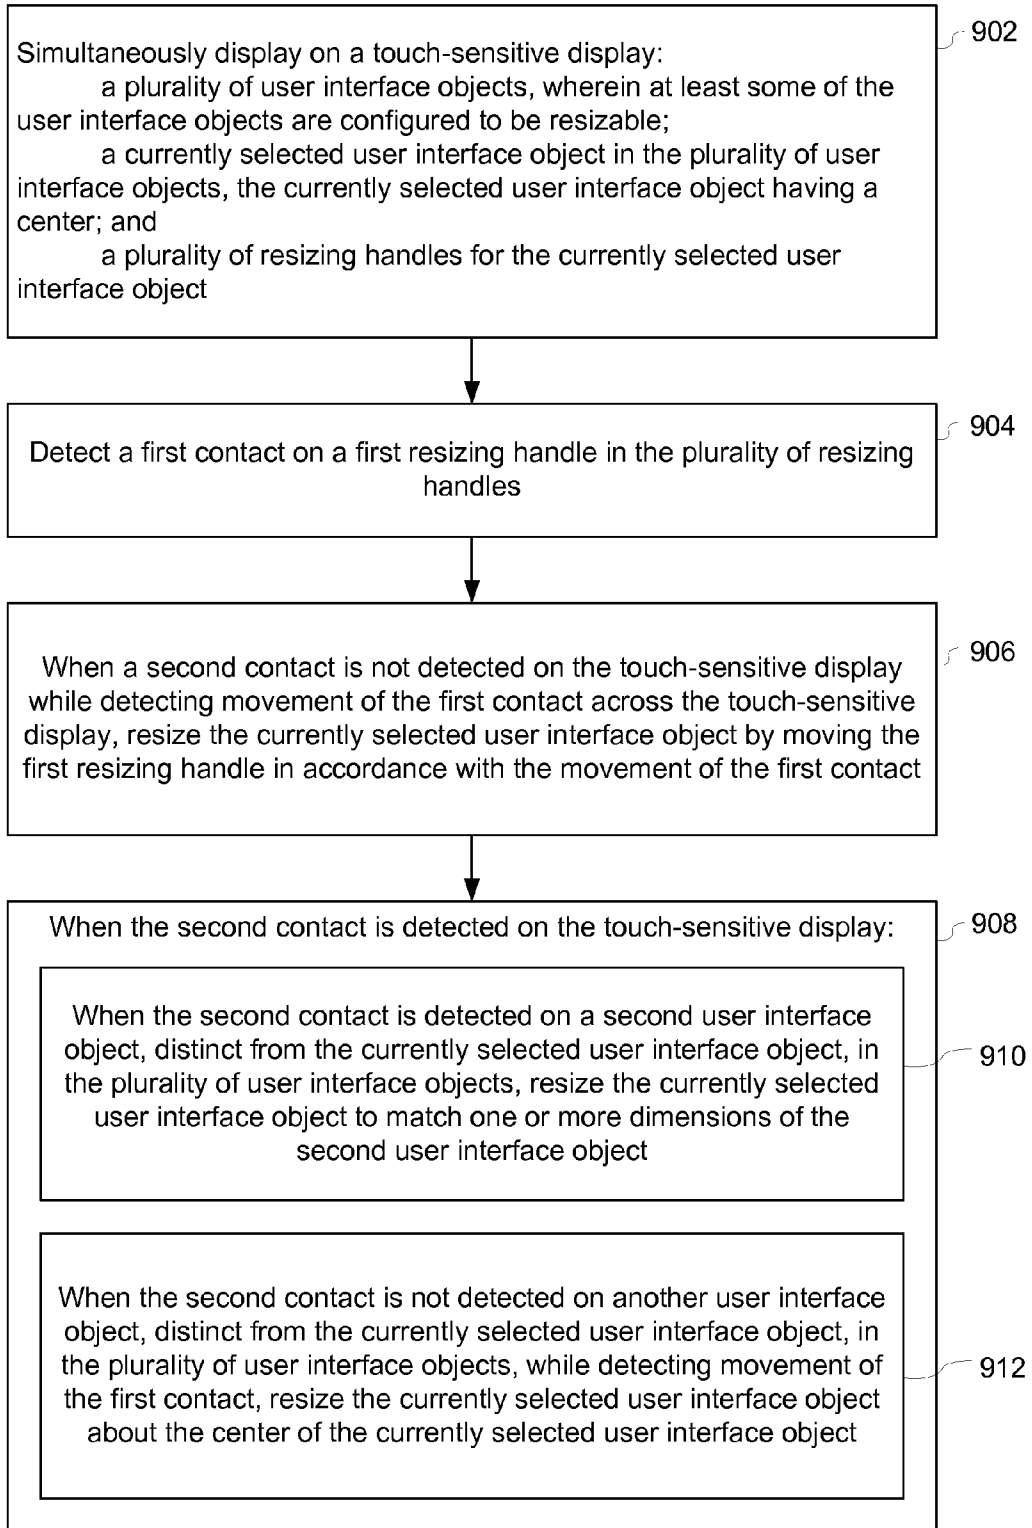 902
Simultaneously display on a touch-sensitive display:
a plurality of user interface objects, wherein at least some of the
user interface objects are configured to be resizable;
a currently selected user interface object in the plurality of user
interface objects, the currently selected user interface object having a
center; and
a plurality of resizing handles for the currently selected user
interface object
904
Detect a first contact on a first resizing handle in the plurality of resizing
handles
906
When a second contact is not detected on the touch-sensitive display
while detecting movement of the first contact across the touch-sensitive
display, resize the currently selected user interface object by moving the
first resizing handle in accordance with the movement of the first contact
908
When the second contact is detected on the touch-sensitive display:
When the second contact is detected on a second user interface
object, distinct from the currently selected user interface object, in
the plurality of user interface objects, resize the currently selected
user interface object to match one or more dimensions of the
second user interface object
910
When the second contact is not detected on another user interface
object, distinct from the currently selected user interface object, in
the plurality of user interface objects, while detecting movement of
the first contact, resize the currently selected user interface object
about the center of the currently selected user interface object
912